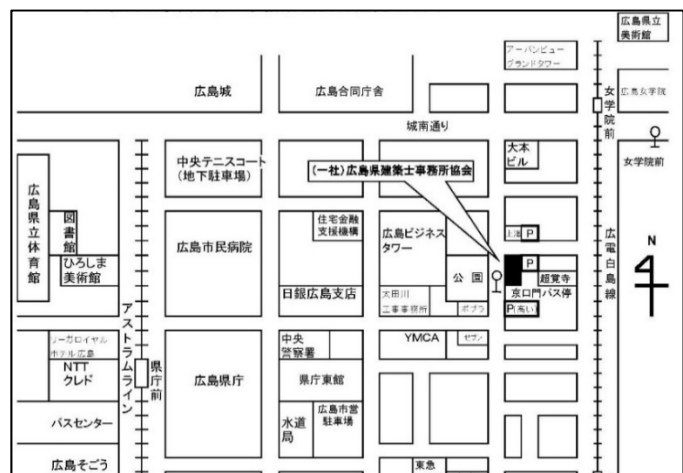 広島県立
美術館
アーバンビュー
グランドタワー
広島城
広島合同庁舎
女学院前
広島女学院
城南通り
中央テニスコート
(地下駐車場)
大本
ビル
女学院前
(一社)広島県建築士事務所協会
広島県立体育館
図書館
ひろしま
美術館
広島市民病院
住宅金融
支援機構
広島ビジネス
タワー
P
広電白島線
N
公園
P
超覚寺
京口門バス停
日銀広島支店
太田川
工事事務所
ポプラ
P(高い)
アストラムライン
県庁前
リーガロイヤル
ホテル広島
NTT
クレド
バスセンター
広島そごう
広島県庁
中央
警察署
県庁東館
水道局
広島市営
駐車場
YMCA
セブン
東急